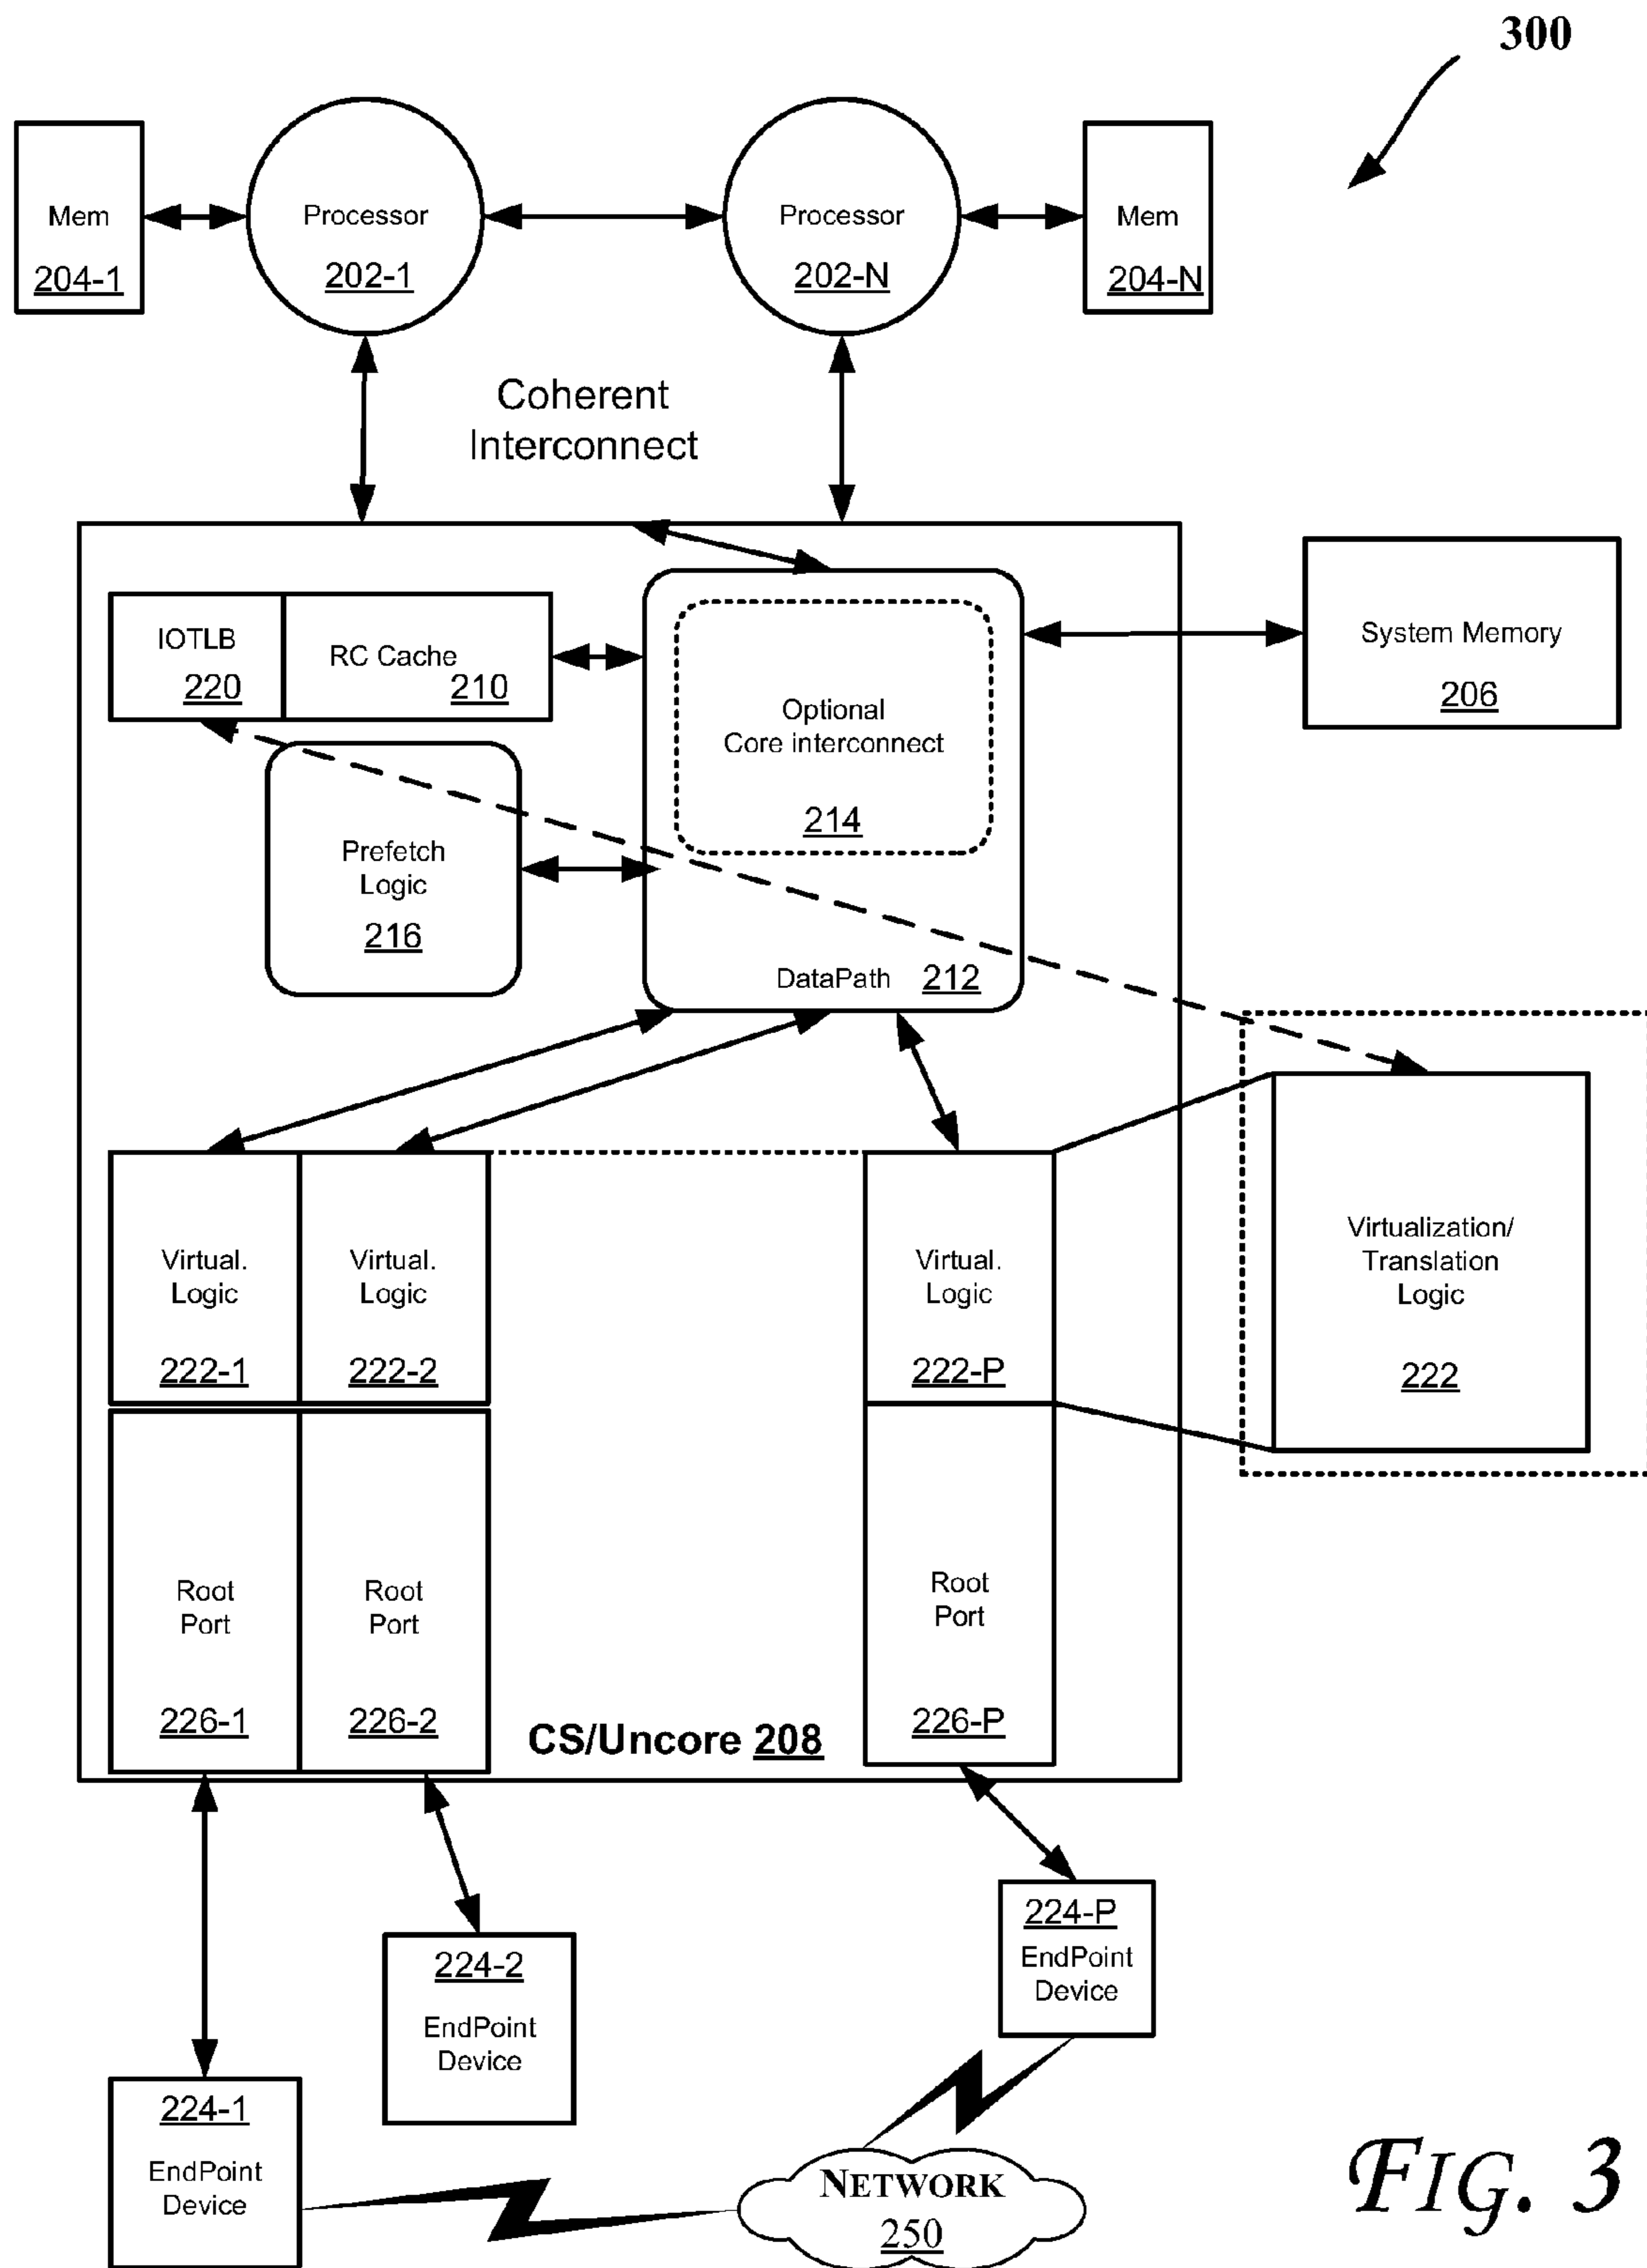 300
Mem
204-1
Processor
202-1
Processor
202-N
Mem
204-N
Coherent
Interconnect
IOTLB
220
RC Cache
210
Optional
Core interconnect
214
DataPath 212
System Memory
206
Prefetch
Logic
216
Virtual.
Logic
222-1
Virtual.
Logic
222-2
Virtual.
Logic
222-P
Virtualization/
Translation
Logic
222
Root
Port
226-1
Root
Port
226-2
Root
Port
226-P
CS/Uncore 208
224-1
EndPoint
Device
224-2
EndPoint
Device
224-P
EndPoint
Device
NETWORK
250
FIG. 3